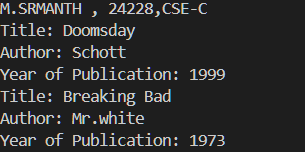 M.SRMANTH , 24228,CSE-C
Title: Doomsday
Author: Schott
Year of Publication: 1999
Title: Breaking Bad
Author: Mr.white
Year of Publication: 1973